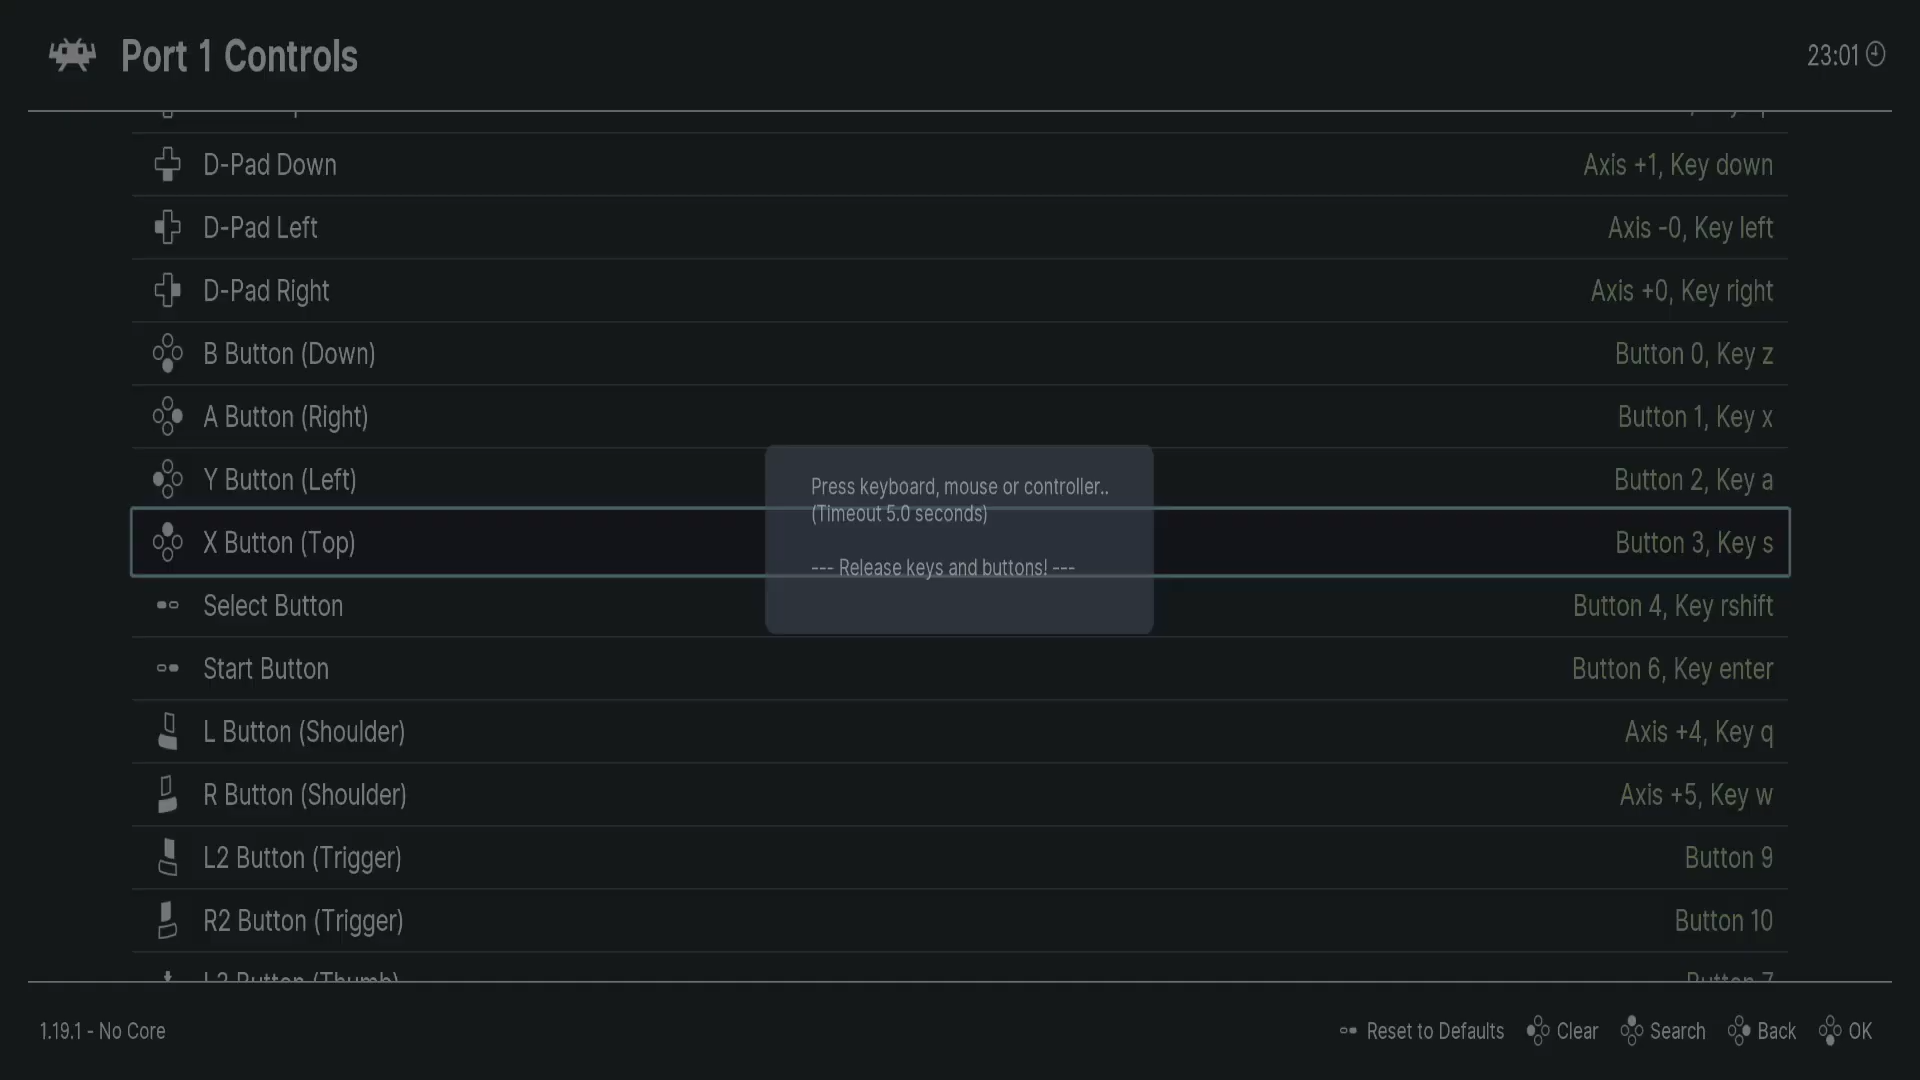 Port 1 Controls
23:01
D-Pad Down Axis +1, Key down
D-Pad Left Axis -0, Key left
D-Pad Right Axis +0, Key right
B Button (Down) Button 0, Key z
A Button (Right) Button 1, Key x
Y Button (Left) Button 2, Key a
Press keyboard, mouse or controller..
(Timeout 5.0 seconds)
X Button (Top) Button 3, Key s
--- Release keys and buttons! ---
Select Button Button 4, Key rshift
Start Button Button 6, Key enter
L Button (Shoulder) Axis +4, Key q
R Button (Shoulder) Axis +5, Key w
L2 Button (Trigger) Button 9
R2 Button (Trigger) Button 10
L3 Button (Thumb) Button 7
1.19.1 - No Core Reset to Defaults Clear Search Back OK